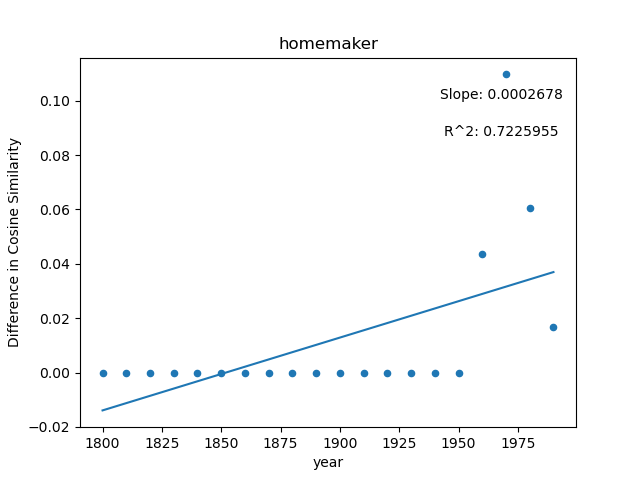 homemaker
Slope: 0.0002678
R^2: 0.7225955
Difference in Cosine Similarity
0.10
0.08
0.06
0.04
0.02
0.00
−0.02
1800 1825 1850 1875 1900 1925 1950 1975
year